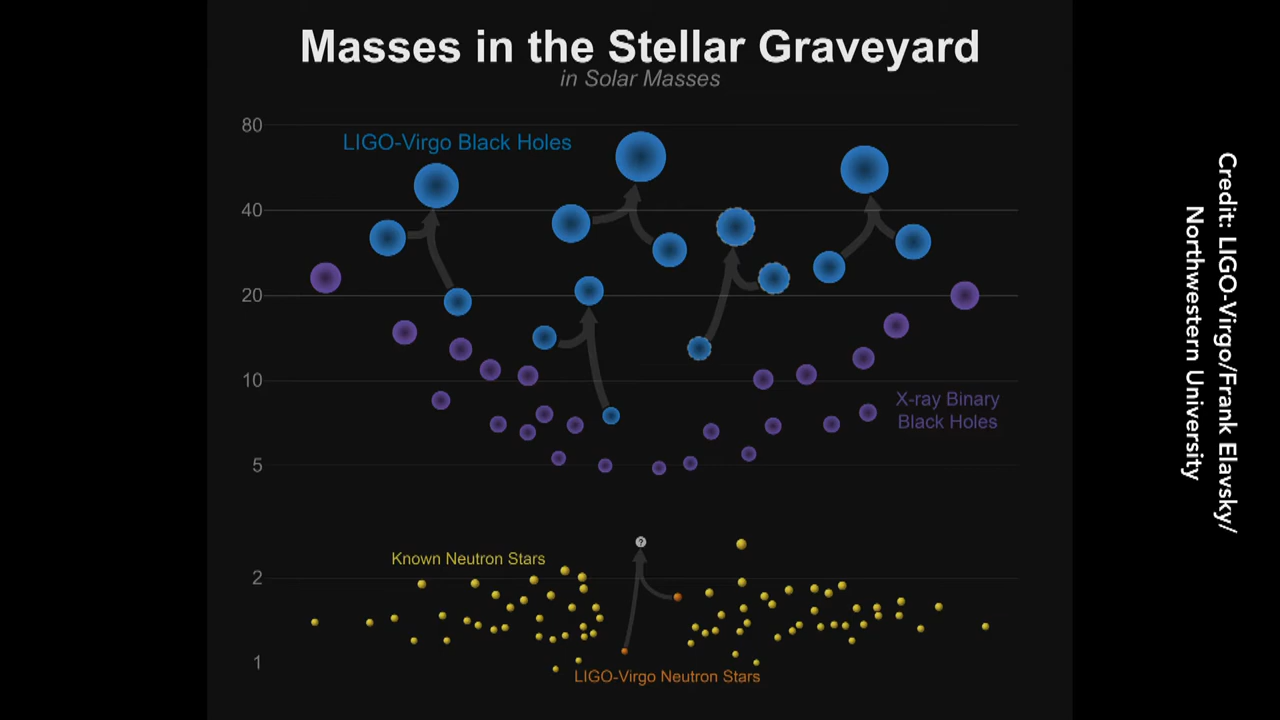 Masses in the Stellar Graveyard
in Solar Masses
80
LIGO-Virgo Black Holes
40
20
10
X-ray Binary
Black Holes
5
?
Known Neutron Stars
2
1
LIGO-Virgo Neutron Stars
Credit: LIGO-Virgo/Frank Elavsky/
Northwestern University